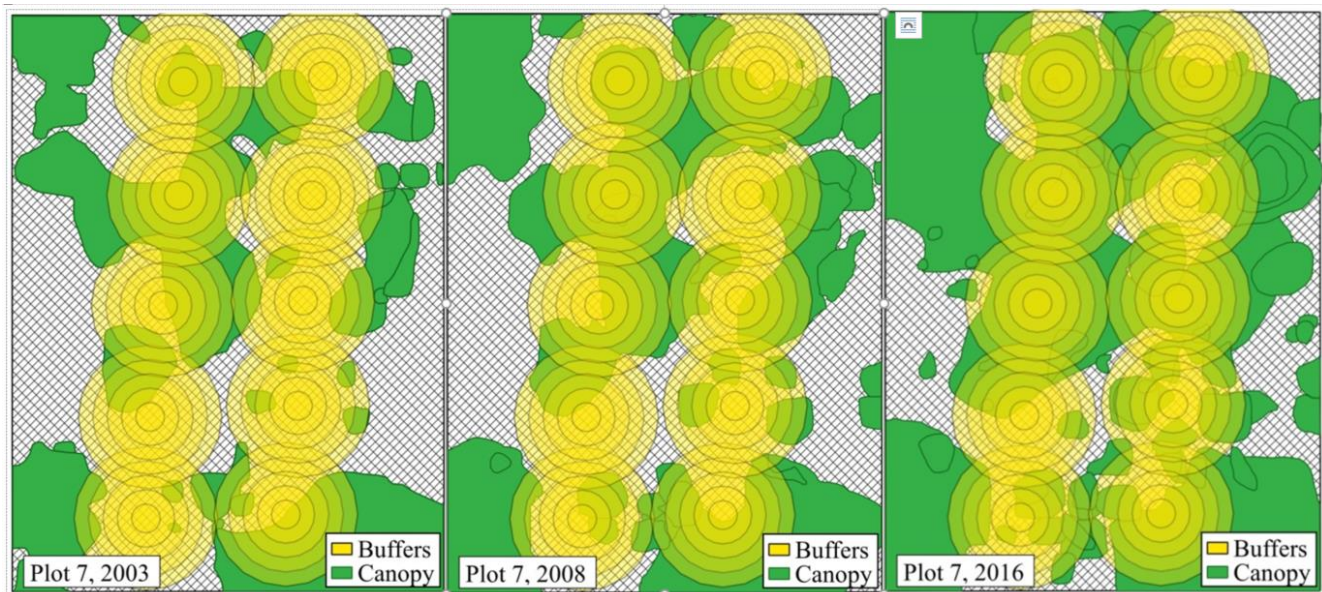 Buffers
Canopy
Plot 7, 2003
Buffers
Canopy
Plot 7, 2008
Buffers
Canopy
Plot 7, 2016